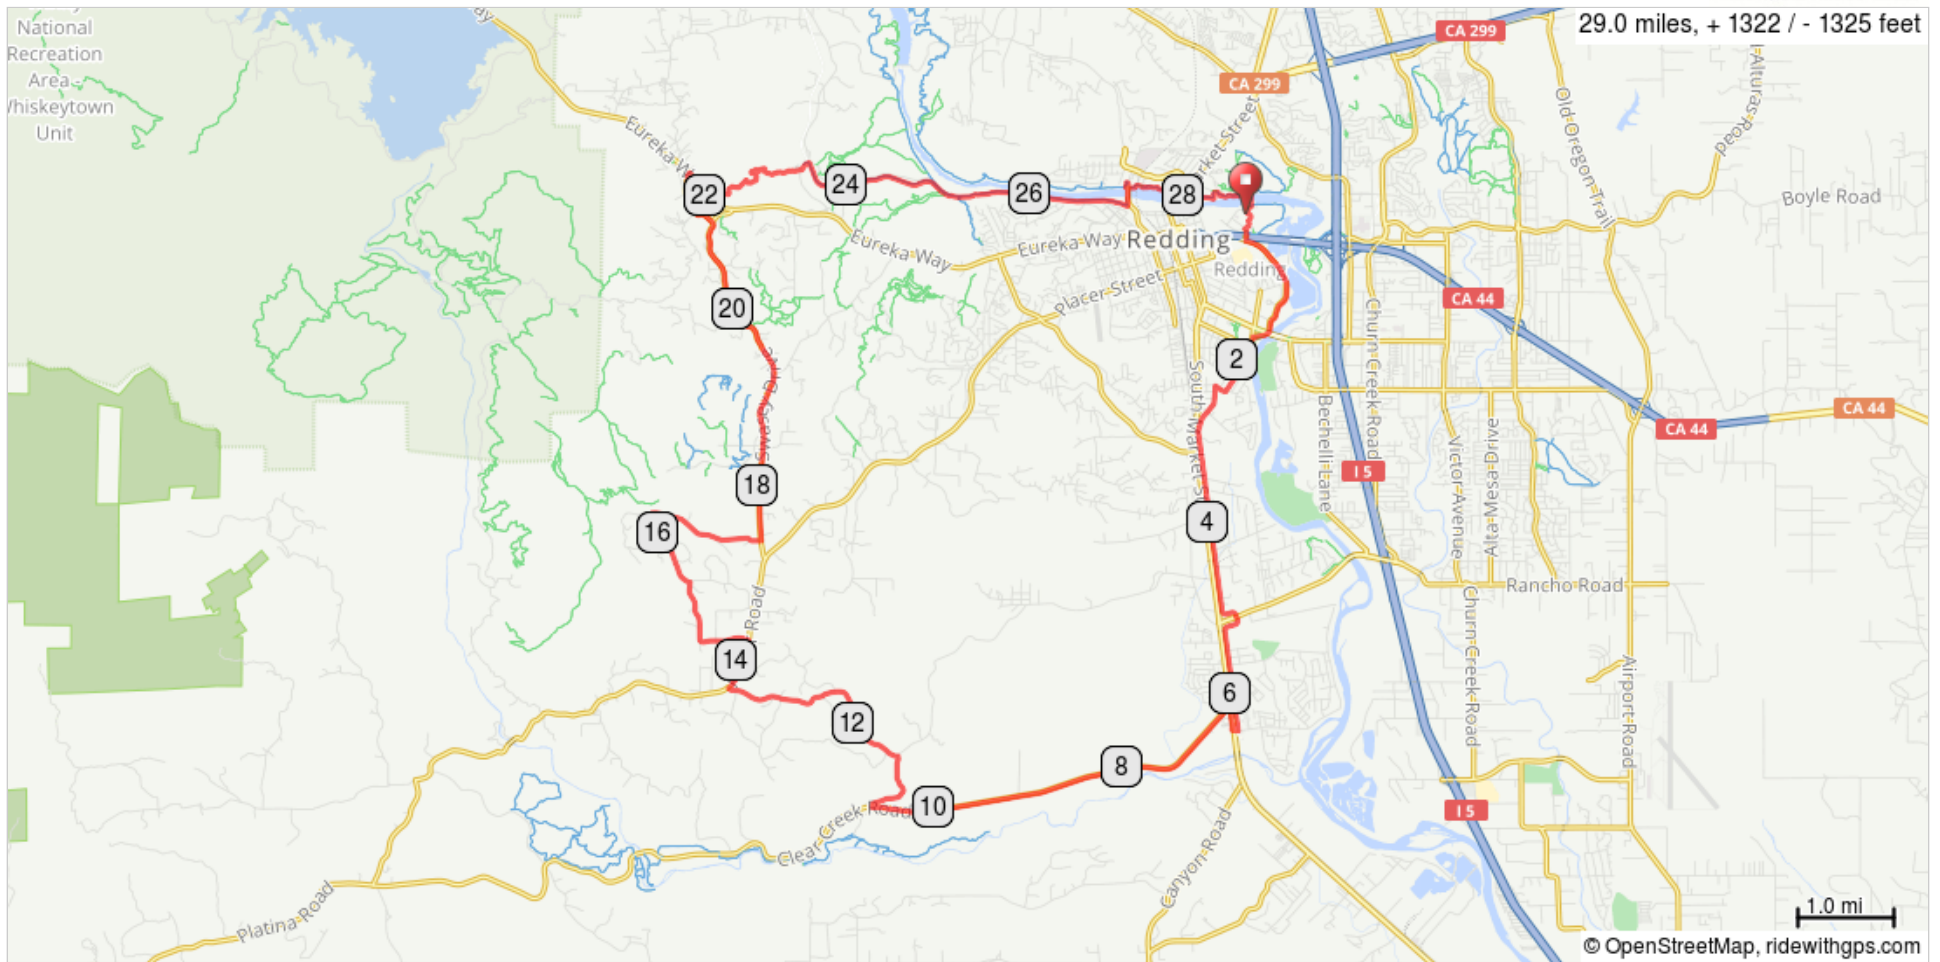 29.0 miles, + 1322 / - 1325 feet
National
Recreation
Area -
Whiskeytown
Unit
CA 299
CA 299
Market Street
Old Oregon Trail
Alturas Road
Boyle Road
Eureka W
22
24
26
28
Eureka Way
Eureka Way
Redding
Redding
Placer Street
20
2
CA 44
CA 44
CA 44
Swasey Drive
South Market S
Bechelli Lane
Churn Creek Road
Victor Avenue
Alta Mesa Drive
I 5
18
16
4
Rancho Road
Road
14
12
6
Churn Creek Road
Airport Road
8
10
Clear Creek Road
I 5
Canyon Road
Platina Road
1.0 mi
© OpenStreetMap, ridewithgps.com